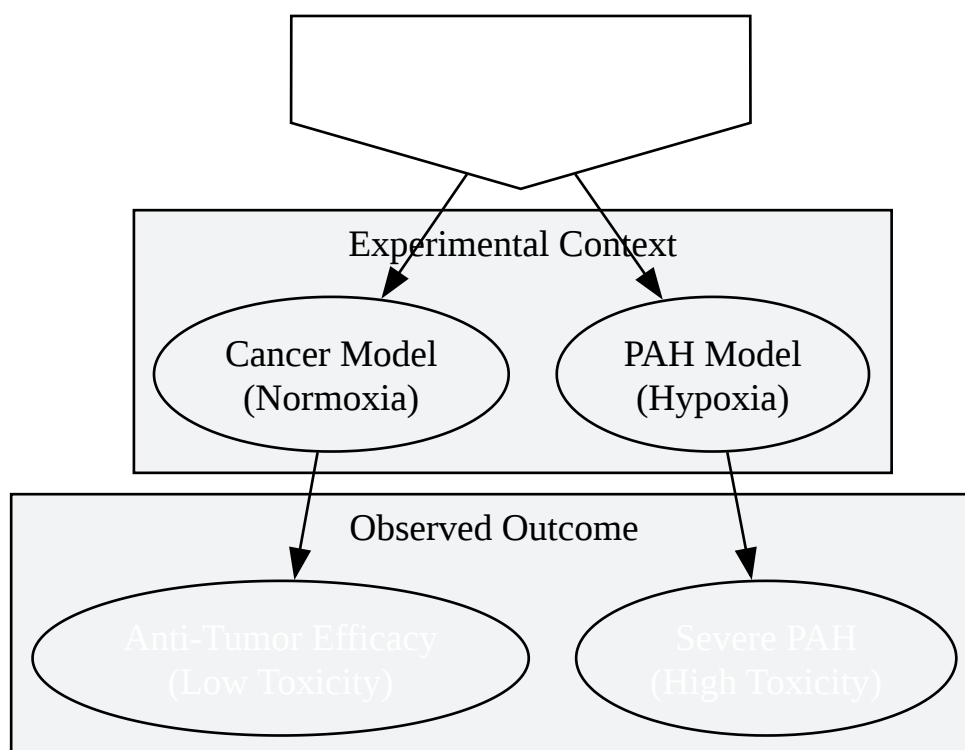 Experimental Context
Cancer Model
(Normoxia)
PAH Model
(Hypoxia)
Observed Outcome
Anti-Tumor Efficacy
(Low Toxicity)
Severe PAH
(High Toxicity)